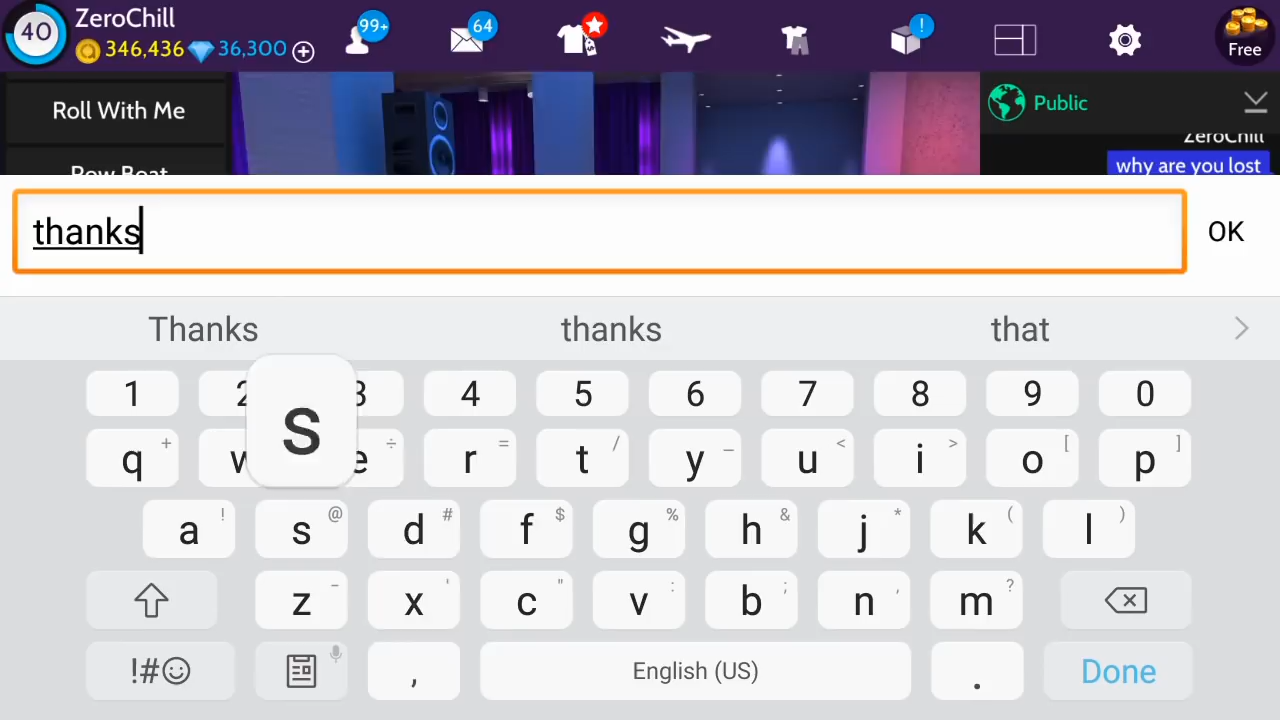 40
ZeroChill
346,436 36,300
99+
64
!
Free
Roll With Me
Row Boat
Public
ZeroChill
why are you lost
thanks
OK
Thanks thanks that
1 2 3 4 5 6 7 8 9 0
q + w e ÷ r = t / y _ u < i > o [ p ]
s
a ! s @ d # f $ g % h & j * k ( l )
z - x ' c " v : b ; n , m ?
!#☺ , English (US) . Done